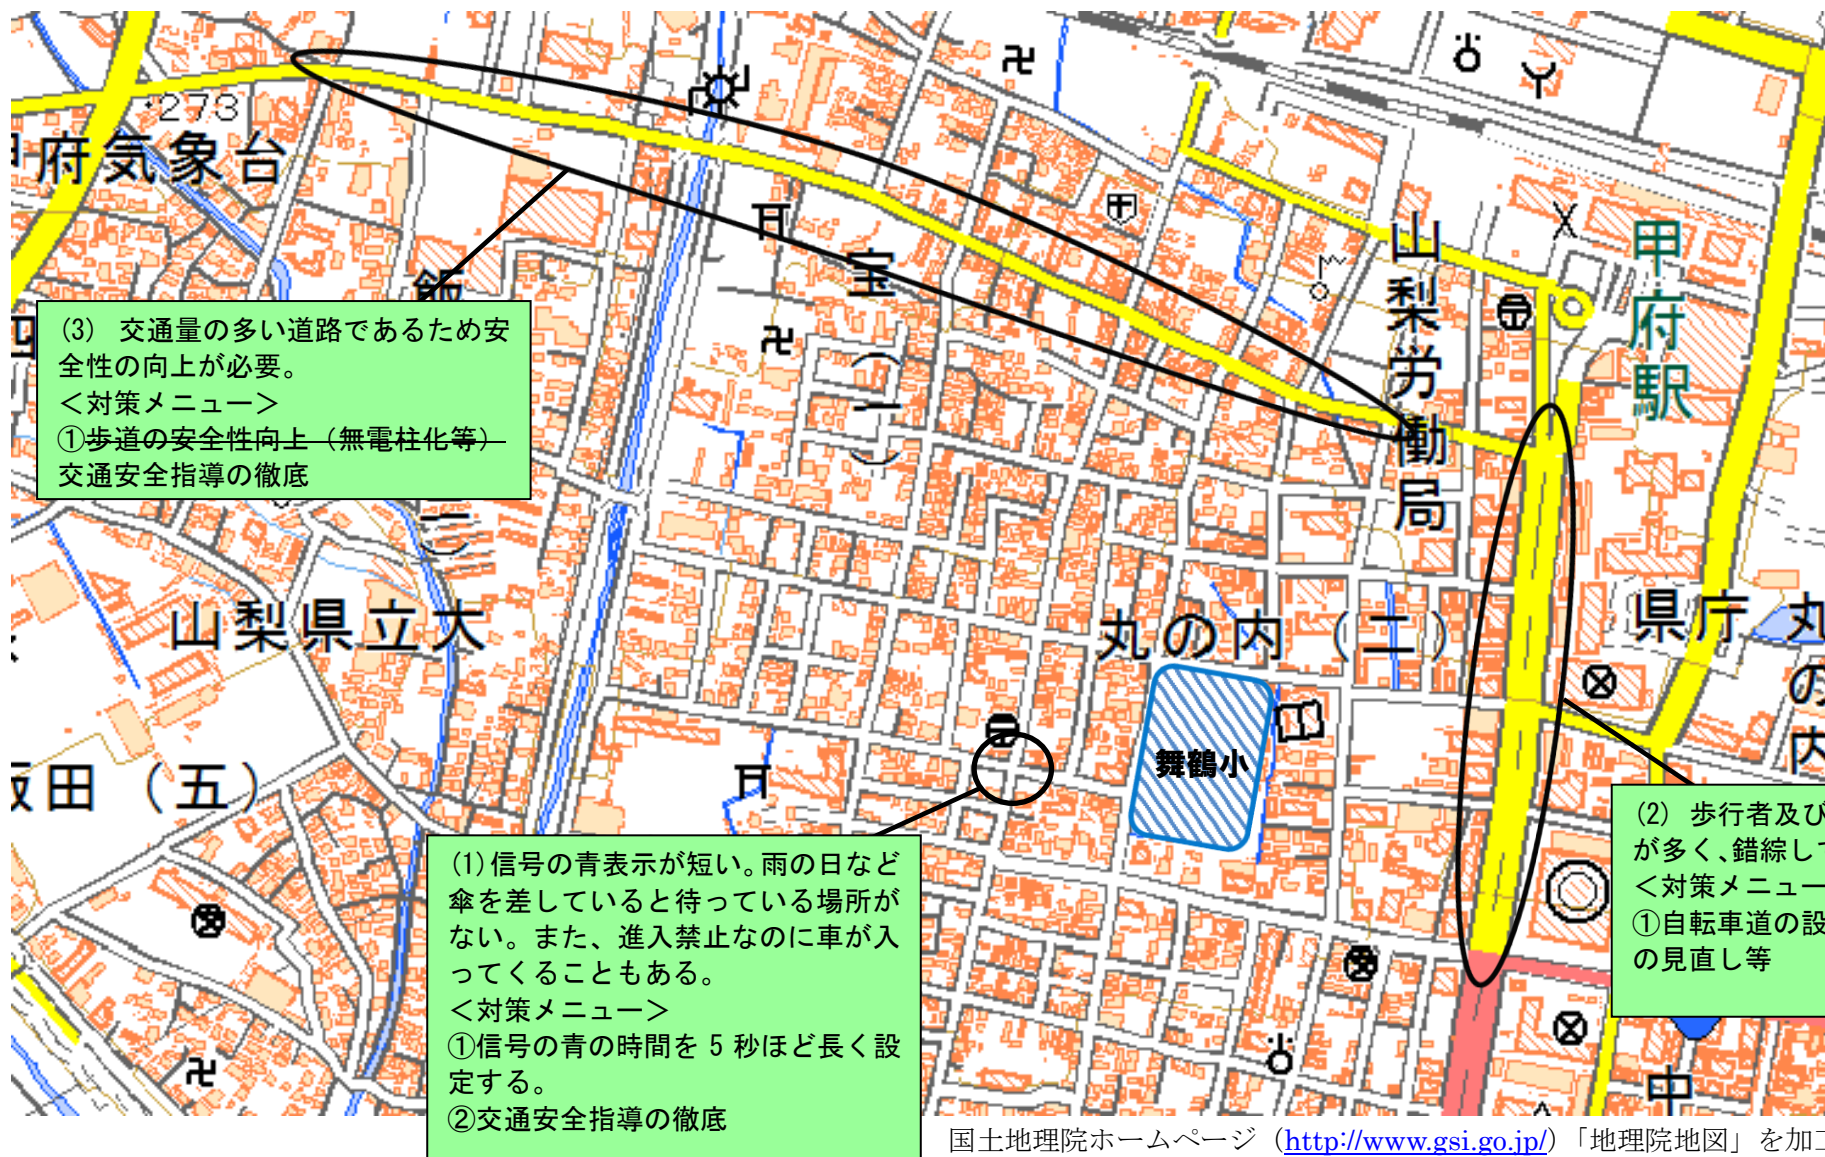 ・273
府気象台
飯
宝（一）
山梨労働局
甲府駅
(3) 交通量の多い道路であるため安
全性の向上が必要。
＜対策メニュー＞
①歩道の安全性向上（無電柱化等）
交通安全指導の徹底
山梨県立大
丸の内（二）
県庁
丸の内
舞鶴小
飯田（五）
(1)信号の青表示が短い。雨の日など
傘を差していると待っている場所が
ない。また、進入禁止なのに車が入
ってくることもある。
＜対策メニュー＞
①信号の青の時間を 5 秒ほど長く設
定する。
②交通安全指導の徹底
(2) 歩行者及び
が多く、錯綜して
＜対策メニュー
①自転車道の設
の見直し等
中
国土地理院ホームページ（http://www.gsi.go.jp/）「地理院地図」を加工